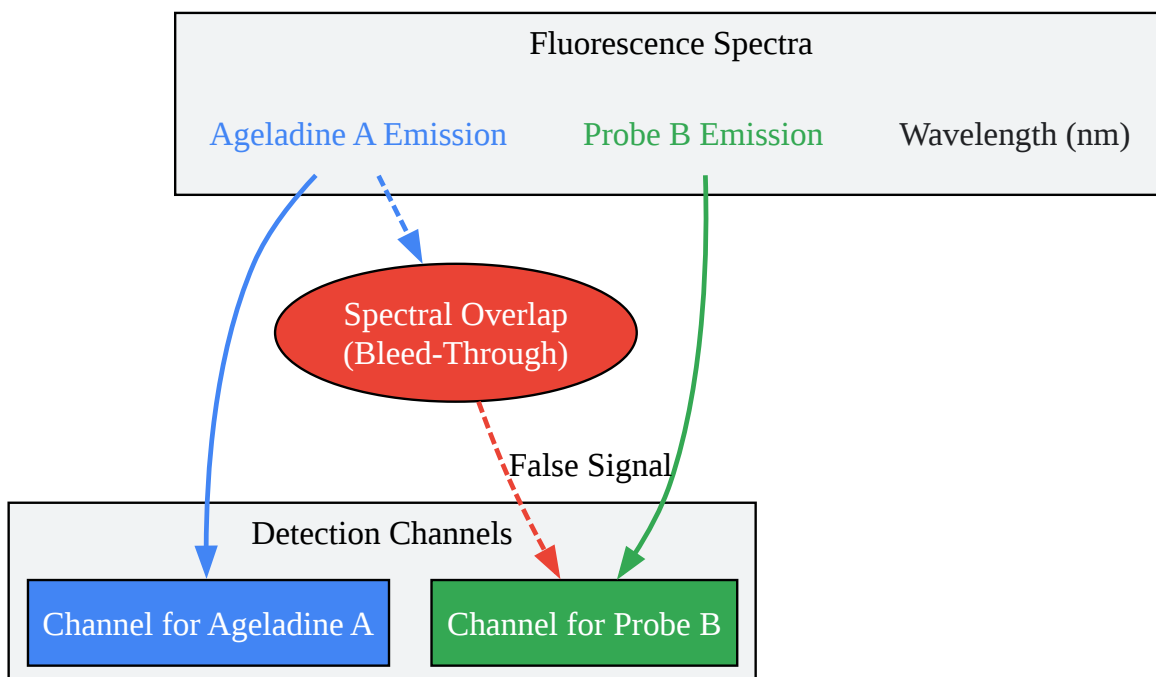 Fluorescence Spectra
Ageladine A Emission
Probe B Emission
Wavelength (nm)
Spectral Overlap
(Bleed-Through)
False Signal
Detection Channels
Channel for Ageladine A
Channel for Probe B